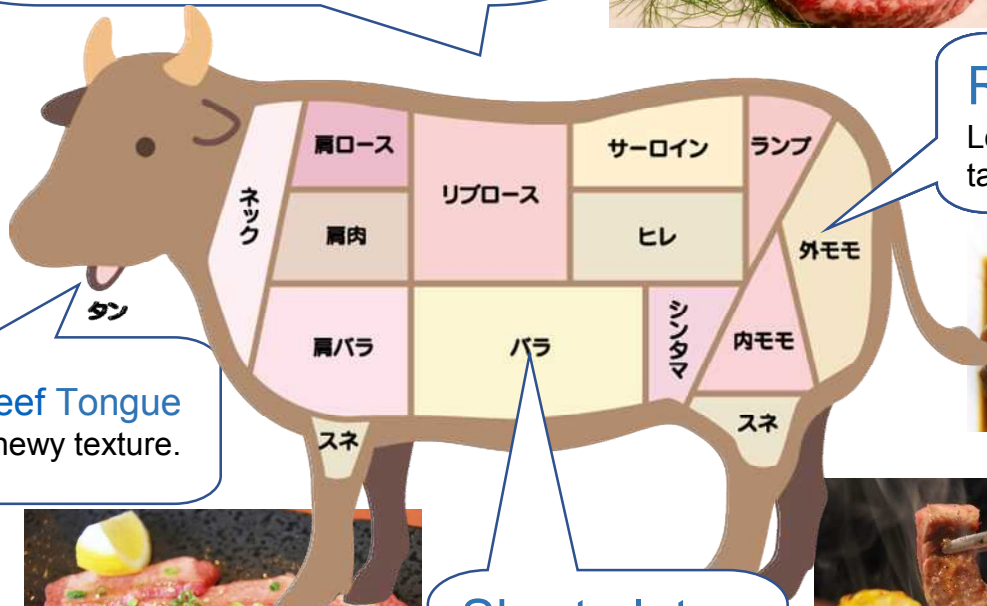 肩ロース
リブロース
サーロイン
ランプ
ネック
肩肉
ヒレ
外モモ
タン
肩バラ
バラ
シンタマ
内モモ
スネ
スネ
eef Tongue
hewy texture.
R
L
ta